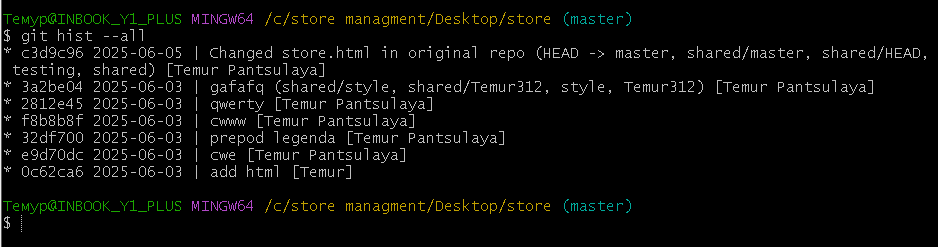 Темур@INBOOK_Y1_PLUS MINGW64 /c/store managment/Desktop/store (master)
$ git hist --all
* c3d9c96 2025-06-05 | Changed store.html in original repo (HEAD -> master, shared/master, shared/HEAD,
 testing, shared) [Temur Pantsulaya]
* 3a2be04 2025-06-03 | gafafq (shared/style, shared/Temur312, style, Temur312) [Temur Pantsulaya]
* 2812e45 2025-06-03 | qwerty [Temur Pantsulaya]
* f8b8b8f 2025-06-03 | cwww [Temur Pantsulaya]
* 32df700 2025-06-03 | prepod legenda [Temur Pantsulaya]
* e9d70dc 2025-06-03 | cwe [Temur Pantsulaya]
* 0c62ca6 2025-06-03 | add html [Temur]
Темур@INBOOK_Y1_PLUS MINGW64 /c/store managment/Desktop/store (master)
$